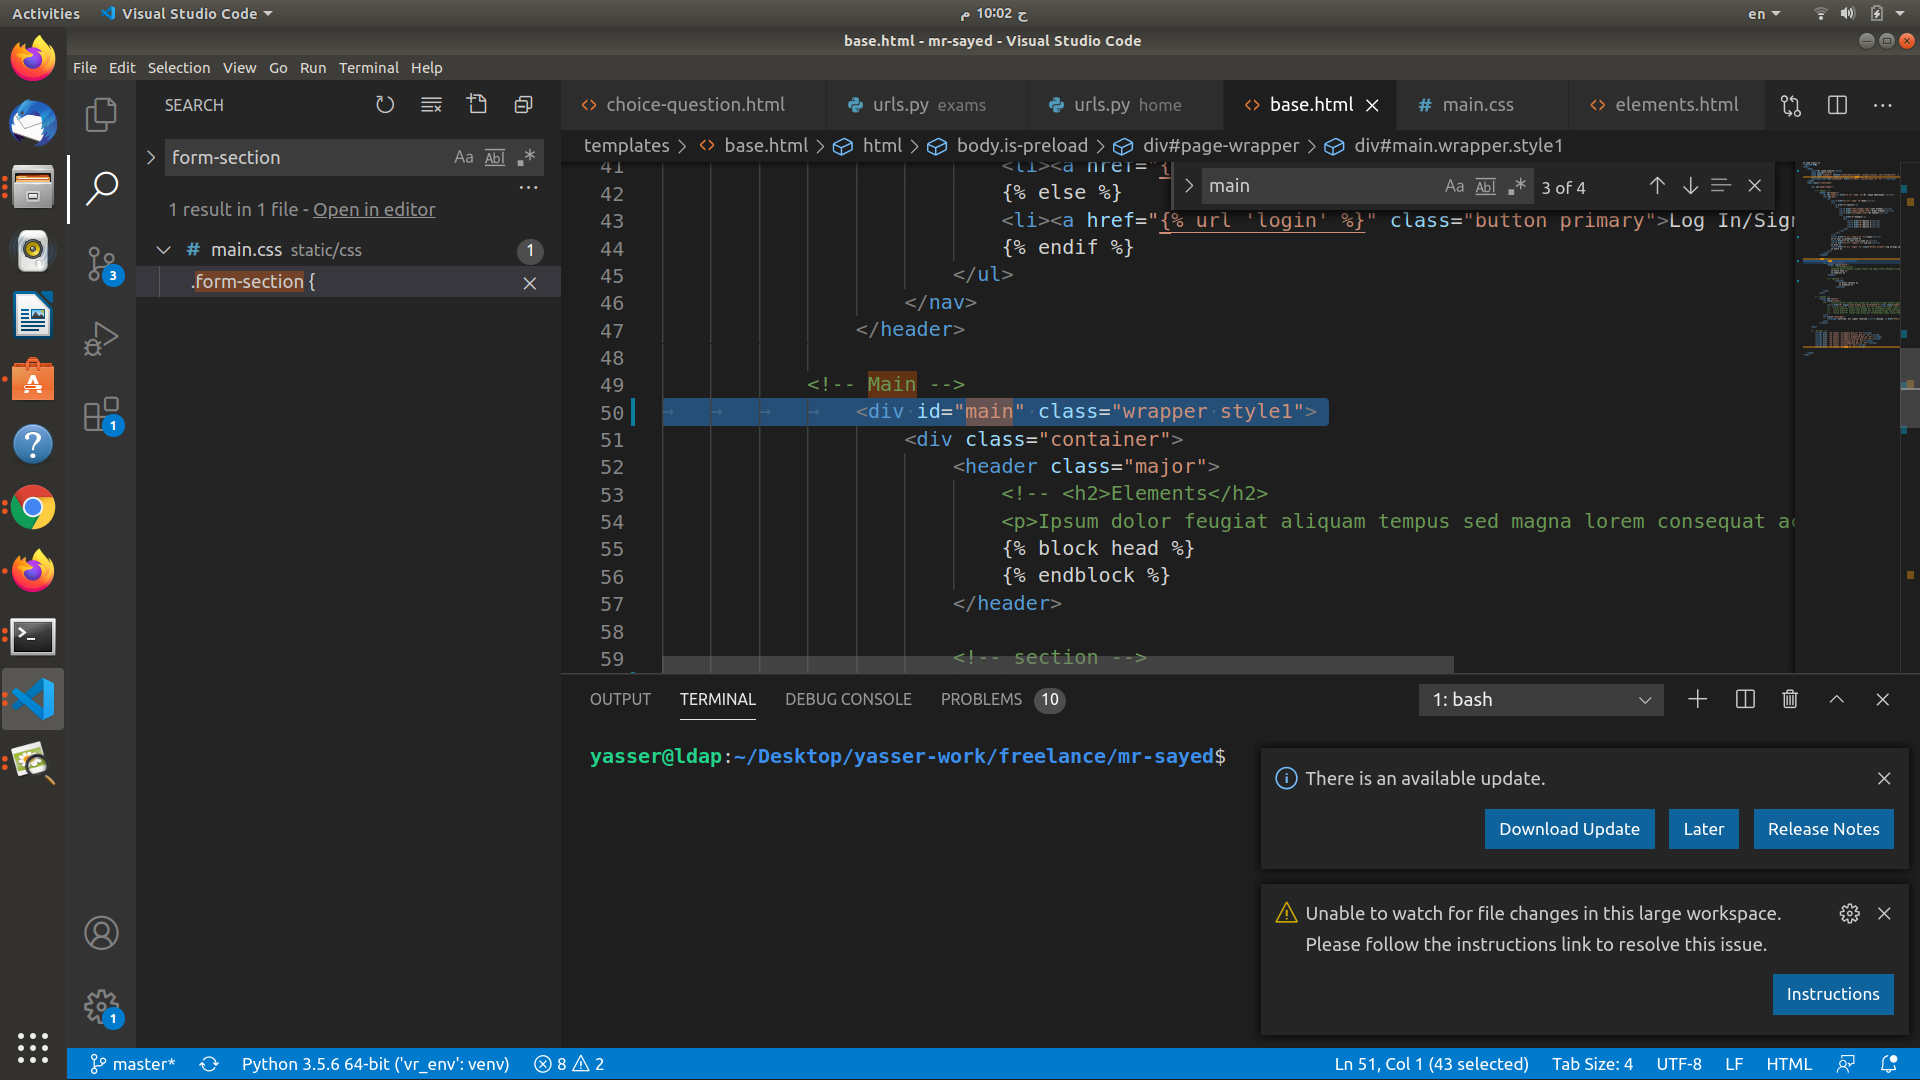 Activities
Visual Studio Code
ح 10:02 م
en
base.html - mr-sayed - Visual Studio Code
File Edit Selection View Go Run Terminal Help
SEARCH
form-section
Aa Abl .*
1 result in 1 file - Open in editor
# main.css static/css 1
.form-section {
3
1
1
<> choice-question.html
urls.py exams
urls.py home
<> base.html
# main.css
<> elements.html
templates > <> base.html > html > body.is-preload > div#page-wrapper > div#main.wrapper.style1
main
Aa Abl .*
3 of 4
41 <li><a href="{
42 {% else %}
43 <li><a href="{% url 'login' %}" class="button primary">Log In/Sign
44 {% endif %}
45 </ul>
46 </nav>
47 </header>
48
49 <!-- Main -->
50 <div id="main" class="wrapper style1">
51 <div class="container">
52 <header class="major">
53 <!-- <h2>Elements</h2>
54 <p>Ipsum dolor feugiat aliquam tempus sed magna lorem consequat ac
55 {% block head %}
56 {% endblock %}
57 </header>
58
59 <!-- section -->
OUTPUT TERMINAL DEBUG CONSOLE PROBLEMS 10
1: bash
yasser@ldap:~/Desktop/yasser-work/freelance/mr-sayed$
There is an available update.
Download Update
Later
Release Notes
Unable to watch for file changes in this large workspace.
Please follow the instructions link to resolve this issue.
Instructions
master*
Python 3.5.6 64-bit ('vr_env': venv)
8 2
Ln 51, Col 1 (43 selected)
Tab Size: 4
UTF-8
LF
HTML